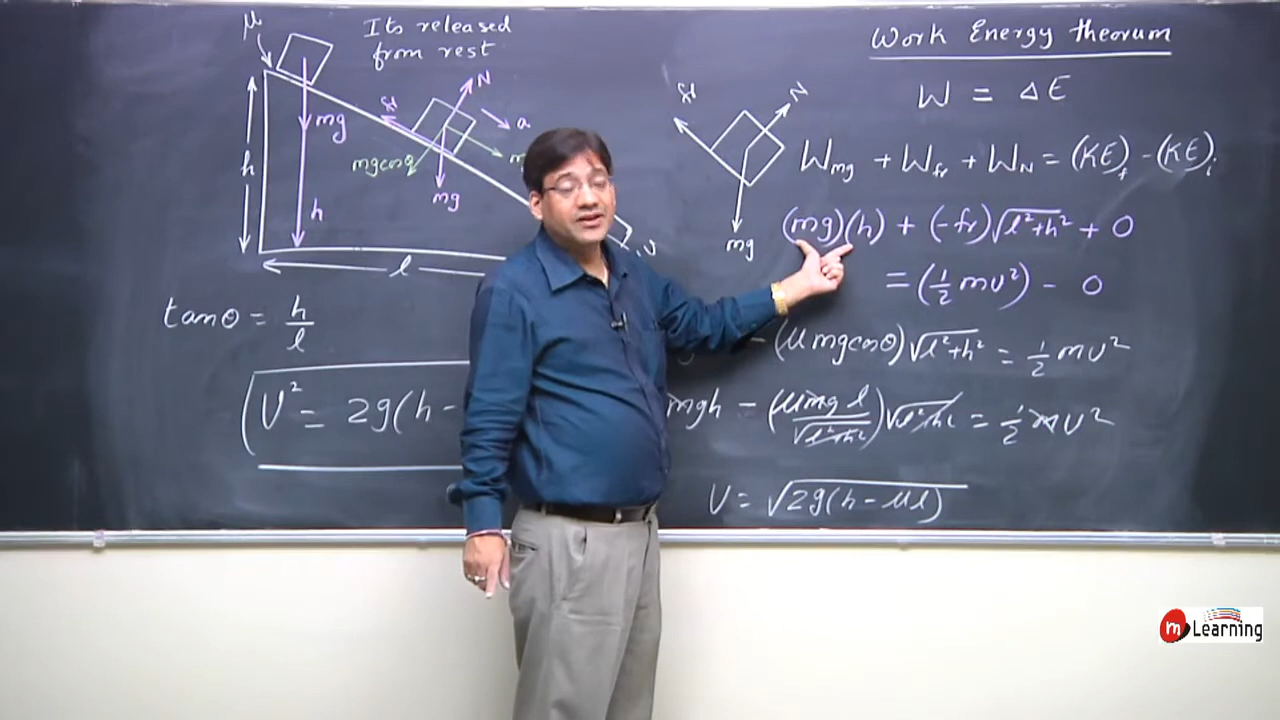 μ
Its released
from rest
N
fr
a
mg
mgcosθ
mg
h
h
l
υ
tanθ = h/l
V² = 2g(h-
fr
N
mg
Work Energy theorum
W = ΔE
Wmg + Wfr + WN = (KE)f - (KE)i
(mg)(h) + (-fr)√l²+h² + 0
= (½mv²) - 0
- (μmgcosθ)√l²+h² = ½mv²
mgh - (μmg l/√l²+h²)√l²+h² = ½mv²
V = √2g(h-μl)
m Learning